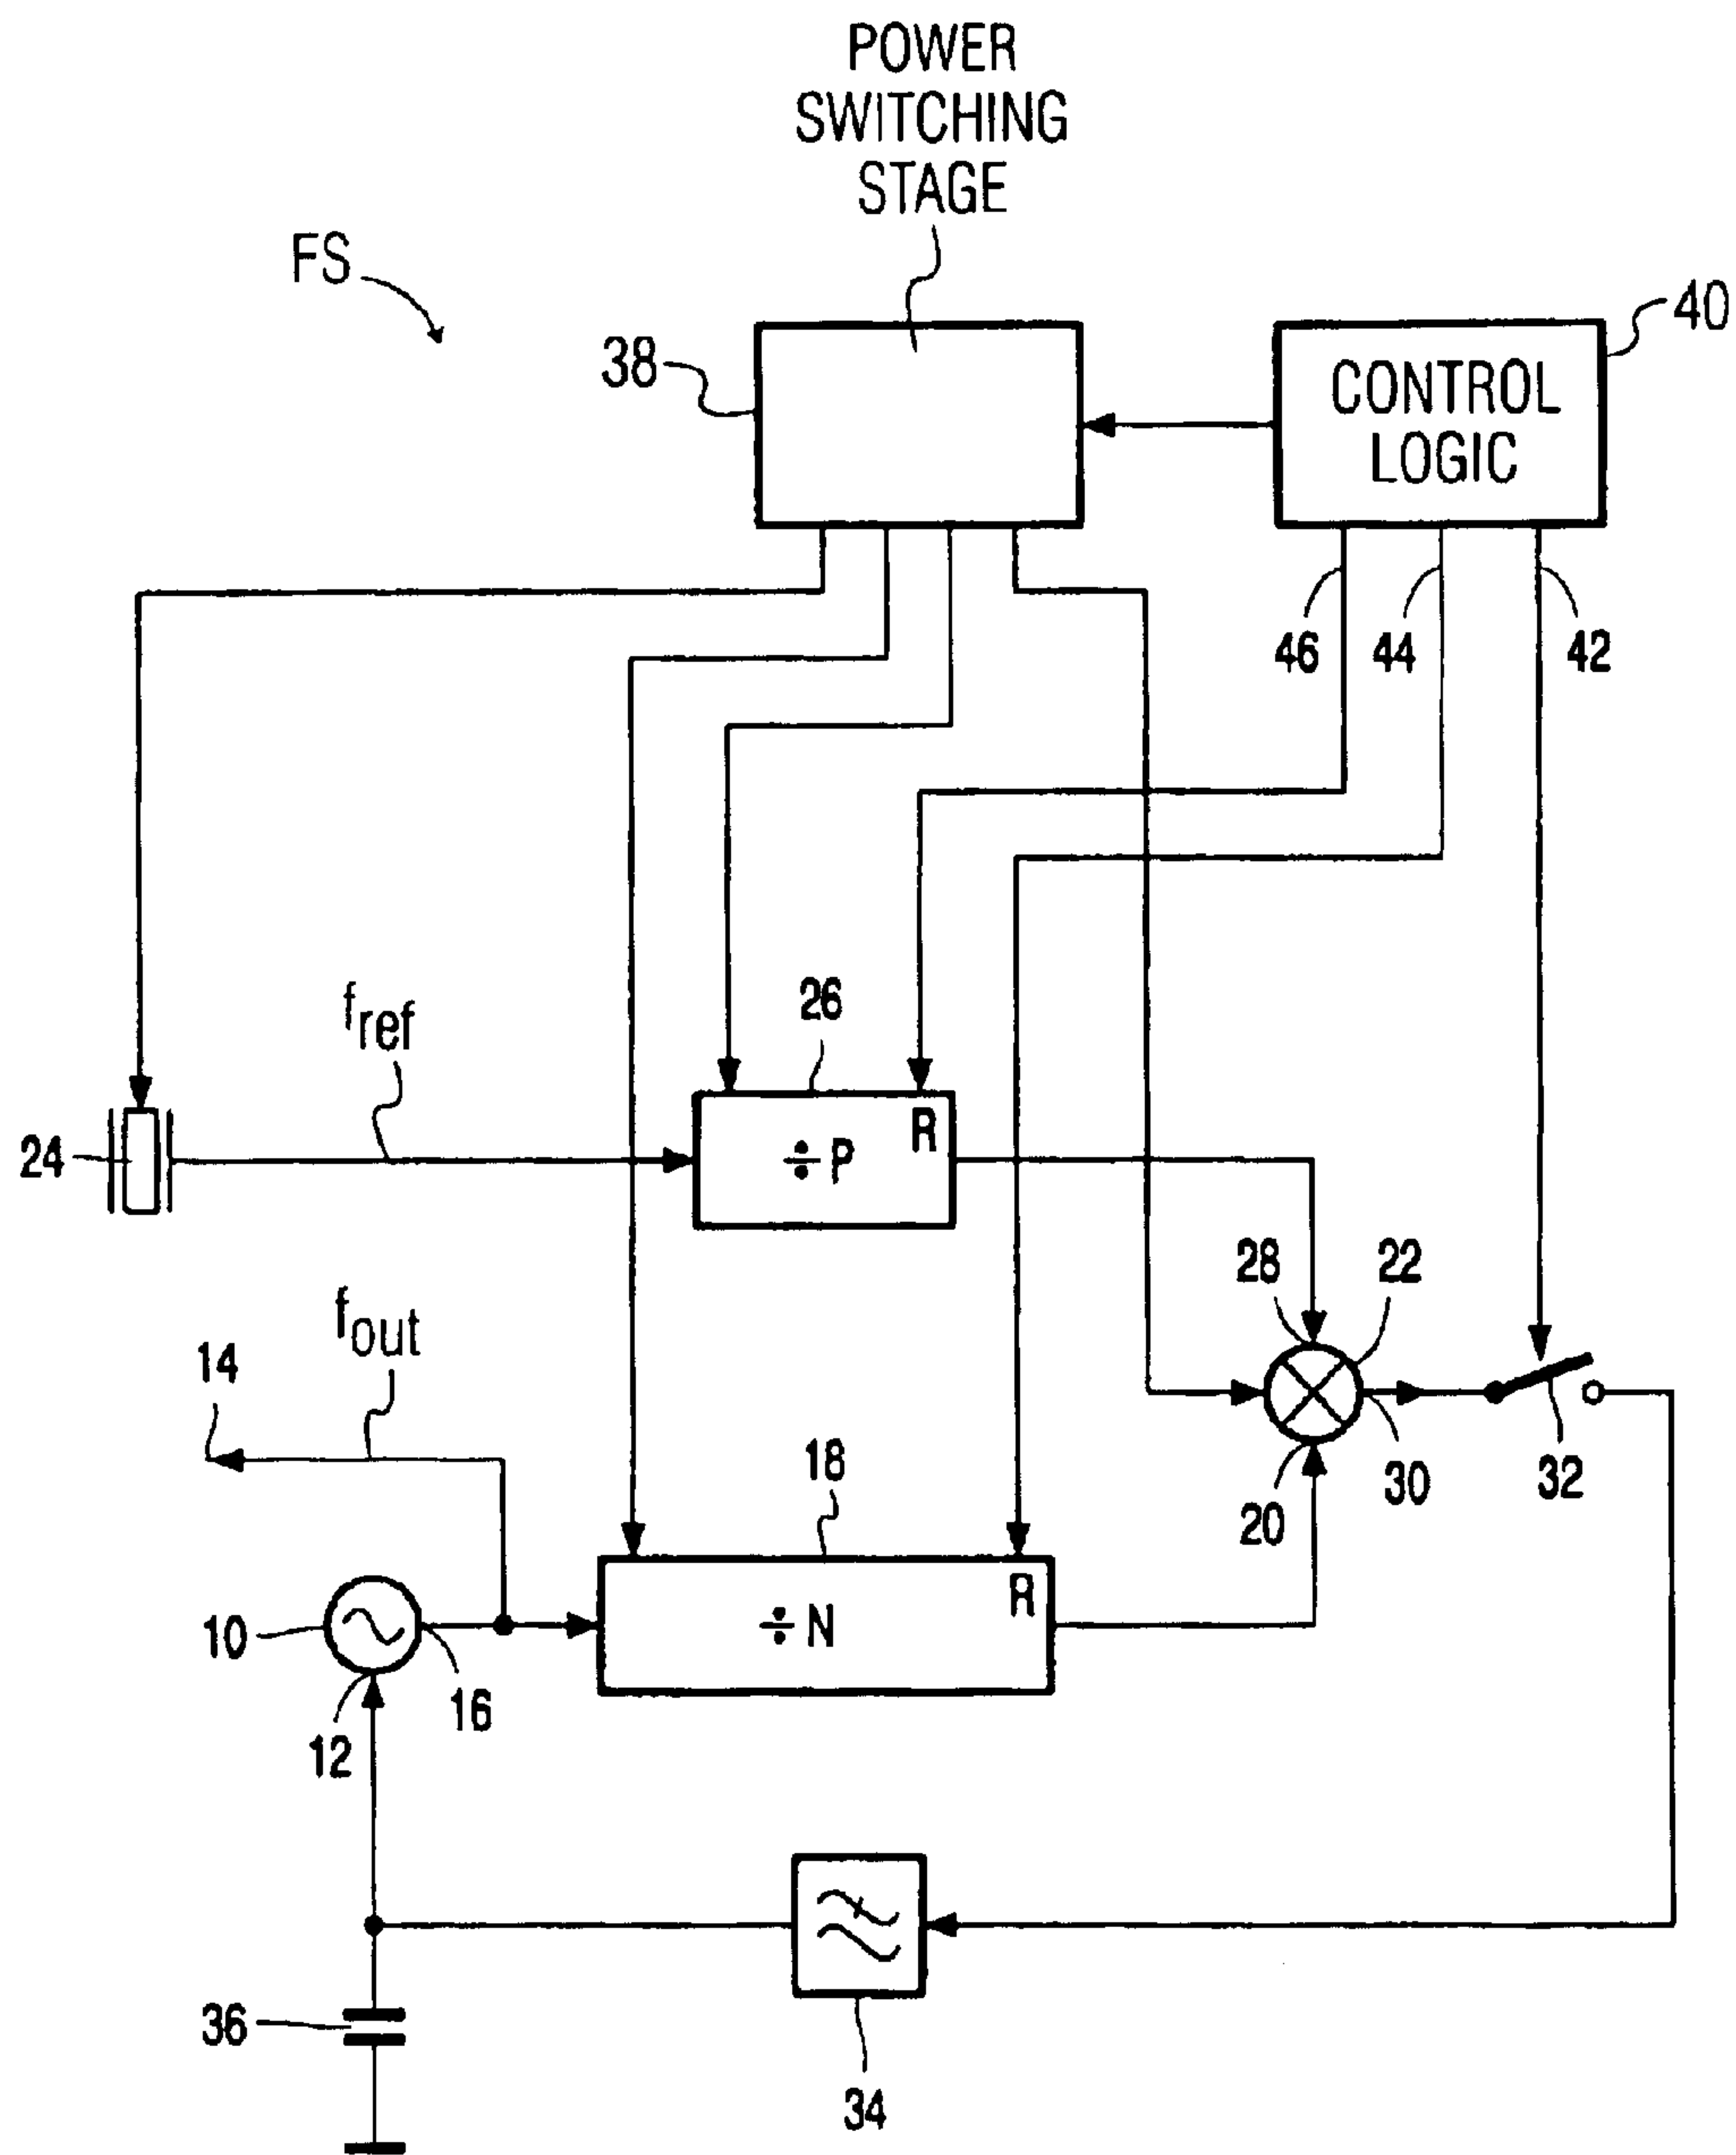 POWER
SWITCHING
STAGE
FS
38
40
CONTROL
LOGIC
46
44
42
fref
26
24
÷P
R
28
22
fout
14
18
30
32
20
R
10
÷N
16
12
36
34